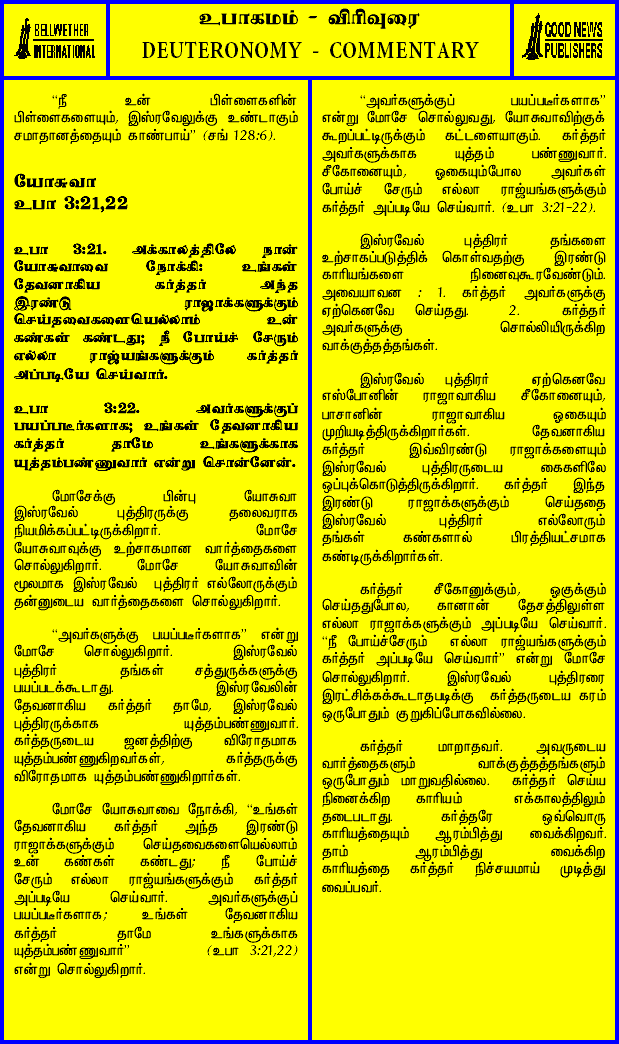 BELLWETHER
INTERNATIONAL
உபாகமம் - விரிவுரை
DEUTERONOMY - COMMENTARY
GOOD NEWS
PUBLISHERS
“நீ உன் பிள்ளைகளின்
பிள்ளைகளையும், இஸ்ரவேலுக்கு உண்டாகும்
சமாதானத்தையும் காண்பாய்” (சங் 128:6).
யோசுவா
உபா 3:21,22
உபா 3:21. அக்காலத்திலே நான்
யோசுவாவை நோக்கி: உங்கள்
தேவனாகிய கர்த்தர் அந்த
இரண்டு ராஜாக்களுக்கும்
செய்தவைகளையெல்லாம் உன்
கண்கள் கண்டது; நீ போய்ச் சேரும்
எல்லா ராஜ்யங்களுக்கும் கர்த்தர்
அப்படியே செய்வார்.
உபா 3:22. அவர்களுக்குப்
பயப்படீர்களாக; உங்கள் தேவனாகிய
கர்த்தர் தாமே உங்களுக்காக
யுத்தம்பண்ணுவார் என்று சொன்னேன்.
மோசேக்கு பின்பு யோசுவா
இஸ்ரவேல் புத்திரருக்கு தலைவராக
நியமிக்கப்பட்டிருக்கிறார். மோசே
யோசுவாவுக்கு உற்சாகமான வார்த்தைகளை
சொல்லுகிறார். மோசே யோசுவாவின்
மூலமாக இஸ்ரவேல் புத்திரர் எல்லோருக்கும்
தன்னுடைய வார்த்தைகளை சொல்லுகிறார்.
“அவர்களுக்கு பயப்படீர்களாக” என்று
மோசே சொல்லுகிறார். இஸ்ரவேல்
புத்திரர் தங்கள் சத்துருக்களுக்கு
பயப்படக்கூடாது. இஸ்ரவேலின்
தேவனாகிய கர்த்தர் தாமே, இஸ்ரவேல்
புத்திரருக்காக யுத்தம்பண்ணுவார்.
கர்த்தருடைய ஜனத்திற்கு விரோதமாக
யுத்தம்பண்ணுகிறவர்கள், கர்த்தருக்கு
விரோதமாக யுத்தம்பண்ணுகிறார்கள்.
மோசே யோசுவாவை நோக்கி, “உங்கள்
தேவனாகிய கர்த்தர் அந்த இரண்டு
ராஜாக்களுக்கும் செய்தவைகளையெல்லாம்
உன் கண்கள் கண்டது; நீ போய்ச்
சேரும் எல்லா ராஜ்யங்களுக்கும் கர்த்தர்
அப்படியே செய்வார். அவர்களுக்குப்
பயப்படீர்களாக; உங்கள் தேவனாகிய
கர்த்தர் தாமே உங்களுக்காக
யுத்தம்பண்ணுவார்” (உபா 3:21,22)
என்று சொல்லுகிறார்.
“அவர்களுக்குப் பயப்படீர்களாக”
என்று மோசே சொல்லுவது, யோசுவாவிற்குக்
கூறப்பட்டிருக்கும் கட்டளையாகும். கர்த்தர்
அவர்களுக்காக யுத்தம் பண்ணுவார்.
சீகோனையும், ஓகையும்போல அவர்கள்
போய்ச் சேரும் எல்லா ராஜ்யங்களுக்கும்
கர்த்தர் அப்படியே செய்வார். (உபா 3:21-22).
இஸ்ரவேல் புத்திரர் தங்களை
உற்சாகப்படுத்திக் கொள்வதற்கு இரண்டு
காரியங்களை நினைவுகூரவேண்டும்.
அவையாவன : 1. கர்த்தர் அவர்களுக்கு
ஏற்கெனவே செய்தது. 2. கர்த்தர்
அவர்களுக்கு சொல்லியிருக்கிற
வாக்குத்தத்தங்கள்.
இஸ்ரவேல் புத்திரர் ஏற்கெனவே
எஸ்போனின் ராஜாவாகிய சீகோனையும்,
பாசானின் ராஜாவாகிய ஓகையும்
முறியடித்திருக்கிறார்கள். தேவனாகிய
கர்த்தர் இவ்விரண்டு ராஜாக்களையும்
இஸ்ரவேல் புத்திரருடைய கைகளிலே
ஒப்புக்கொடுத்திருக்கிறார். கர்த்தர் இந்த
இரண்டு ராஜாக்களுக்கும் செய்ததை
இஸ்ரவேல் புத்திரர் எல்லோரும்
தங்கள் கண்களால் பிரத்தியட்சமாக
கண்டிருக்கிறார்கள்.
கர்த்தர் சீகோனுக்கும், ஓகுக்கும்
செய்ததுபோல, கானான் தேசத்திலுள்ள
எல்லா ராஜாக்களுக்கும் அப்படியே செய்வார்.
“நீ போய்ச்சேரும் எல்லா ராஜ்யங்களுக்கும்
கர்த்தர் அப்படியே செய்வார்” என்று மோசே
சொல்லுகிறார். இஸ்ரவேல் புத்திரரை
இரட்சிக்கக்கூடாதபடிக்கு கர்த்தருடைய கரம்
ஒருபோதும் குறுகிப்போகவில்லை.
கர்த்தர் மாறாதவர். அவருடைய
வார்த்தைகளும் வாக்குத்தத்தங்களும்
ஒருபோதும் மாறுவதில்லை. கர்த்தர் செய்ய
நினைக்கிற காரியம் எக்காலத்திலும்
தடைபடாது. கர்த்தரே ஒவ்வொரு
காரியத்தையும் ஆரம்பித்து வைக்கிறவர்.
தாம் ஆரம்பித்து வைக்கிற
காரியத்தை கர்த்தர் நிச்சயமாய் முடித்து
வைப்பவர்.